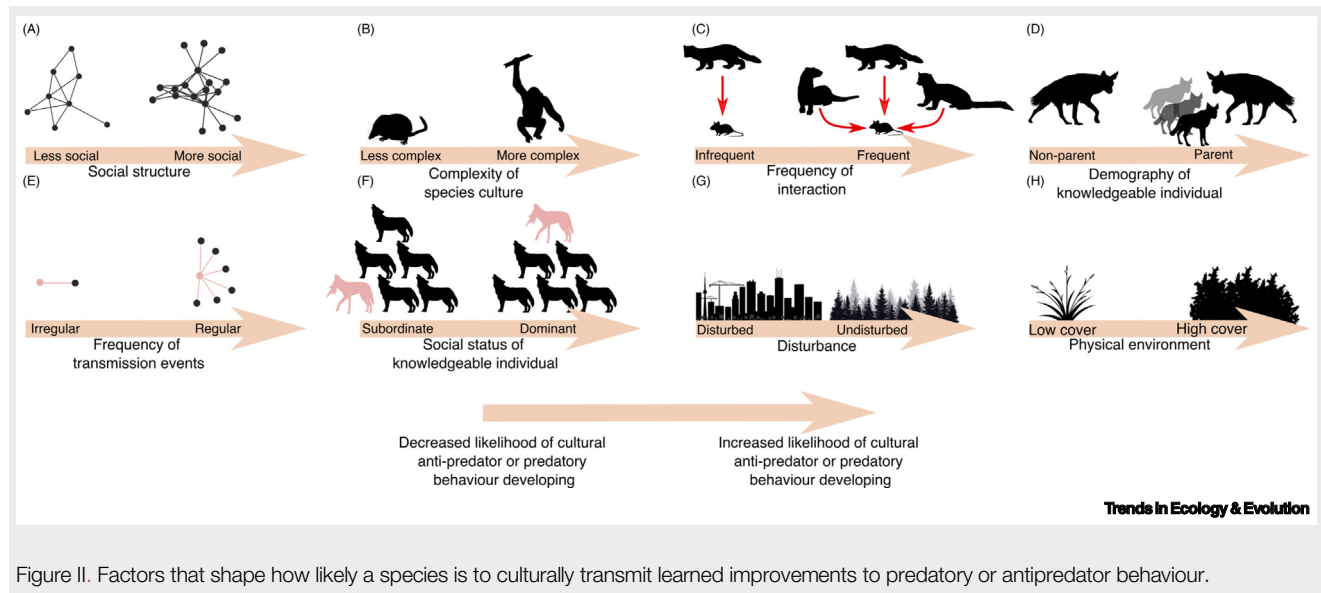 (A)
(B)
(C)
(D)
Less social
More social
Social structure
Less complex
More complex
Complexity of
species culture
Infrequent
Frequent
Frequency of
interaction
Non-parent
Parent
Demography of
knowledgeable individual
(E)
(F)
(G)
(H)
Irregular
Regular
Frequency of
transmission events
Subordinate
Dominant
Social status of
knowledgeable individual
Disturbed
Undisturbed
Disturbance
Low cover
High cover
Physical environment
Decreased likelihood of cultural
anti-predator or predatory
behaviour developing
Increased likelihood of cultural
anti-predator or predatory
behaviour developing
Trends in Ecology & Evolution
Figure II. Factors that shape how likely a species is to culturally transmit learned improvements to predatory or antipredator behaviour.